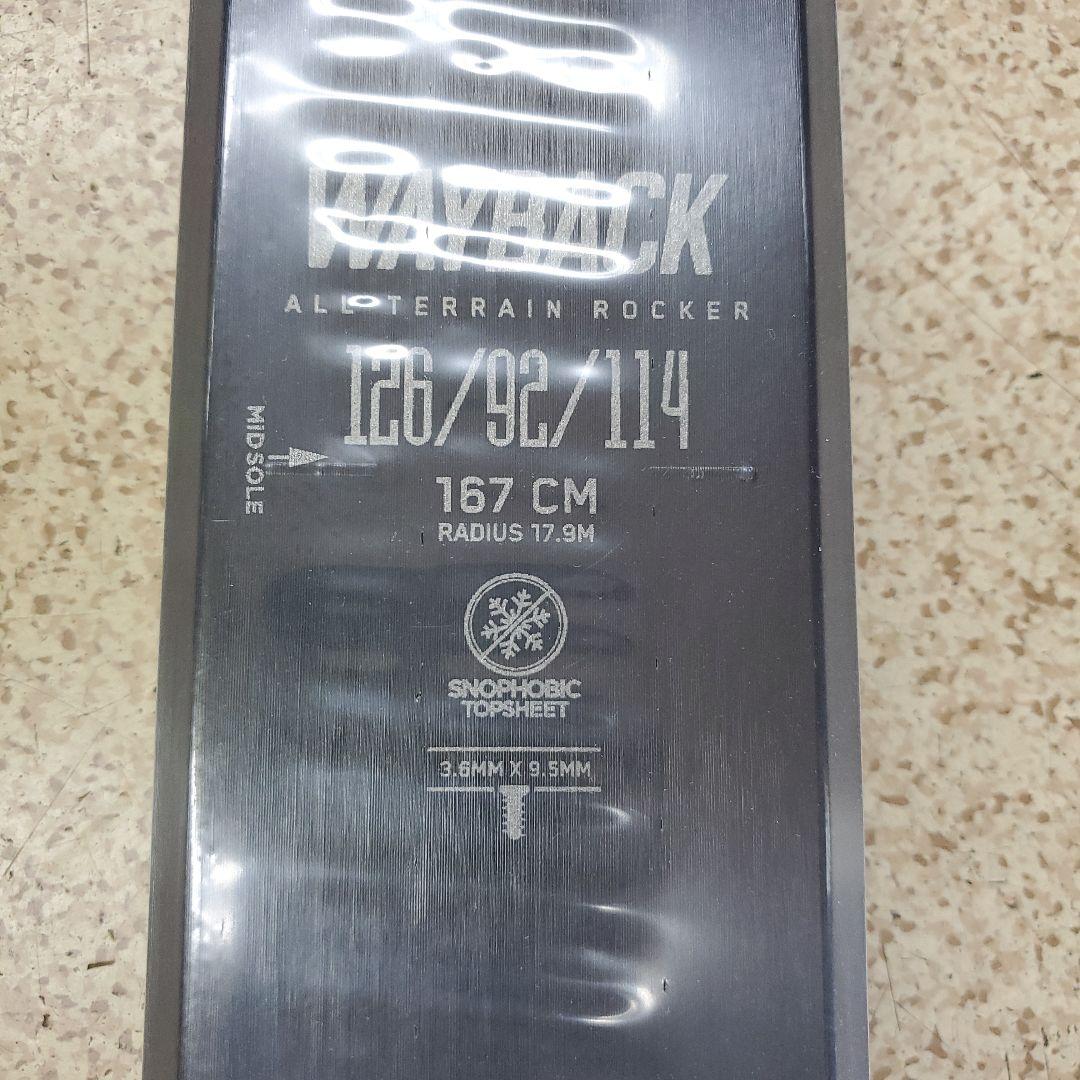 WAYBACK
ALL TERRAIN ROCKER
126/92/114
MIDSOLE
167 CM
RADIUS 17.9M
SNOPHOBIC
TOPSHEET
3.6MM X 9.5MM